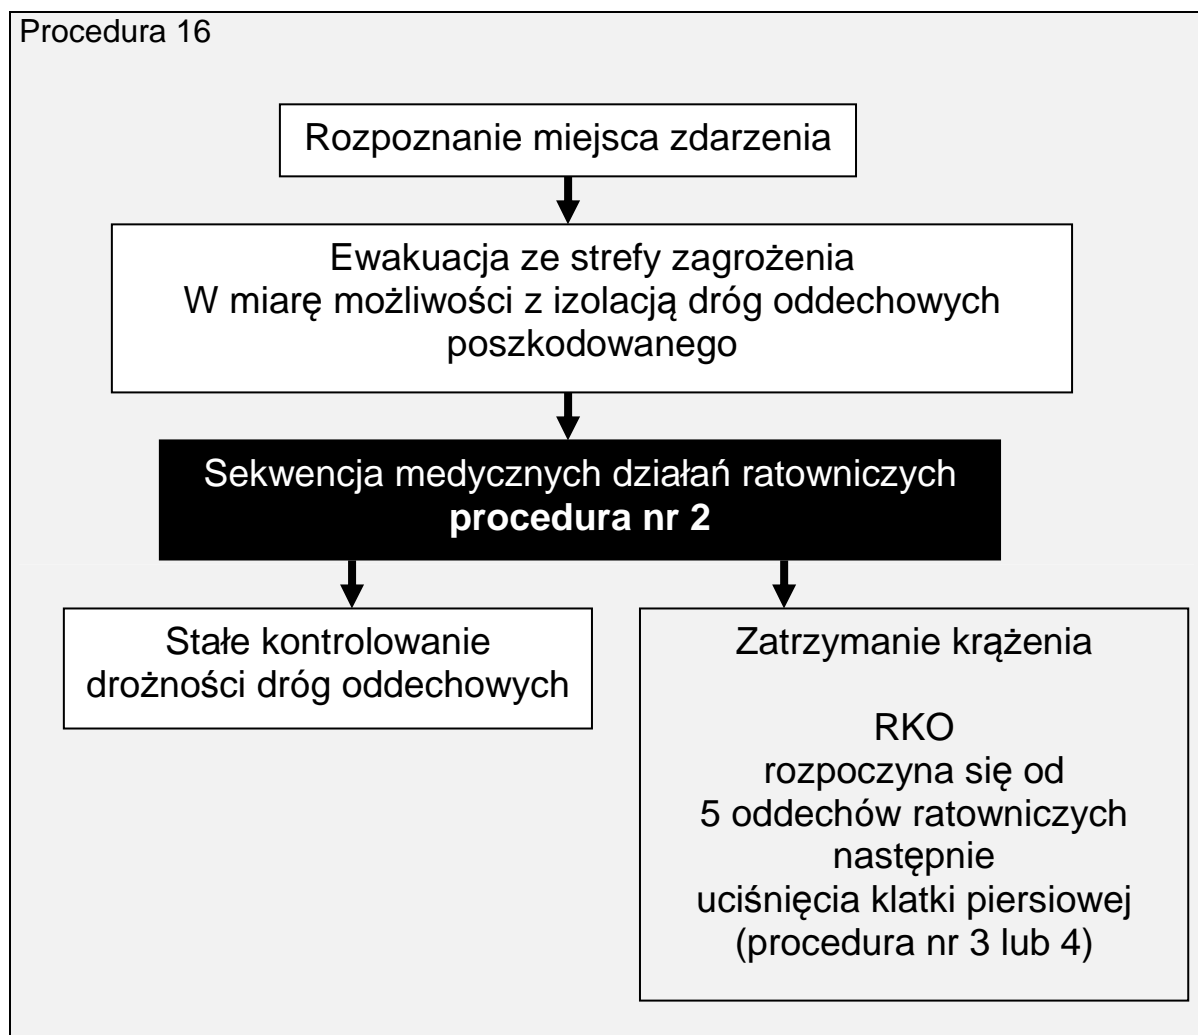 Procedura 16
Rozpoznanie miejsca zdarzenia
Ewakuacja ze strefy zagrożenia
W miarę możliwości z izolacją dróg oddechowych
poszkodowanego
Sekwencja medycznych działań ratowniczych
procedura nr 2
Stałe kontrolowanie
drożności dróg oddechowych
Zatrzymanie krążenia
RKO
rozpoczyna się od
5 oddechów ratowniczych
następnie
uciśnięcia klatki piersiowej
(procedura nr 3 lub 4)